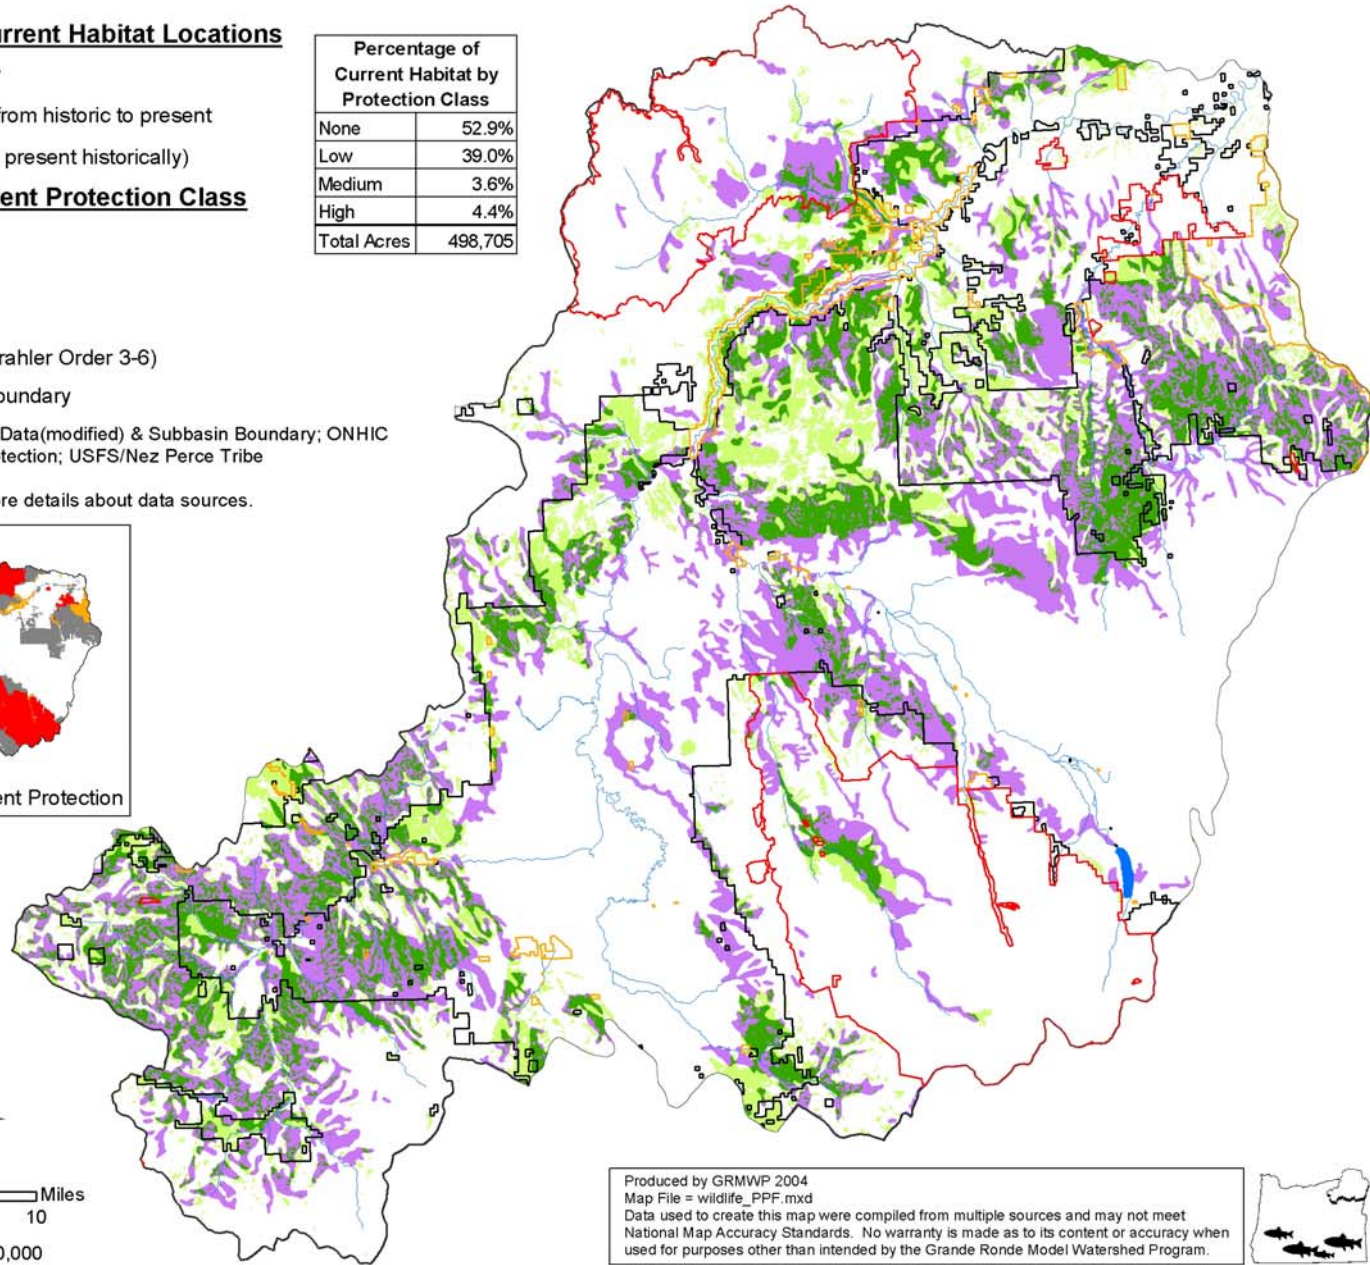 urrent Habitat Locations
from historic to present
present historically)
ent Protection Class
rahler Order 3-6)
oundary
Data(modified) & Subbasin Boundary; ONHIC
tection; USFS/Nez Perce Tribe
re details about data sources.
ent Protection
Percentage of
Current Habitat by
Protection Class
None 52.9%
Low 39.0%
Medium 3.6%
High 4.4%
Total Acres 498,705
Miles
10
0,000
Produced by GRMWP 2004
Map File = wildlife_PPF.mxd
Data used to create this map were compiled from multiple sources and may not meet
National Map Accuracy Standards. No warranty is made as to its content or accuracy when
used for purposes other than intended by the Grande Ronde Model Watershed Program.